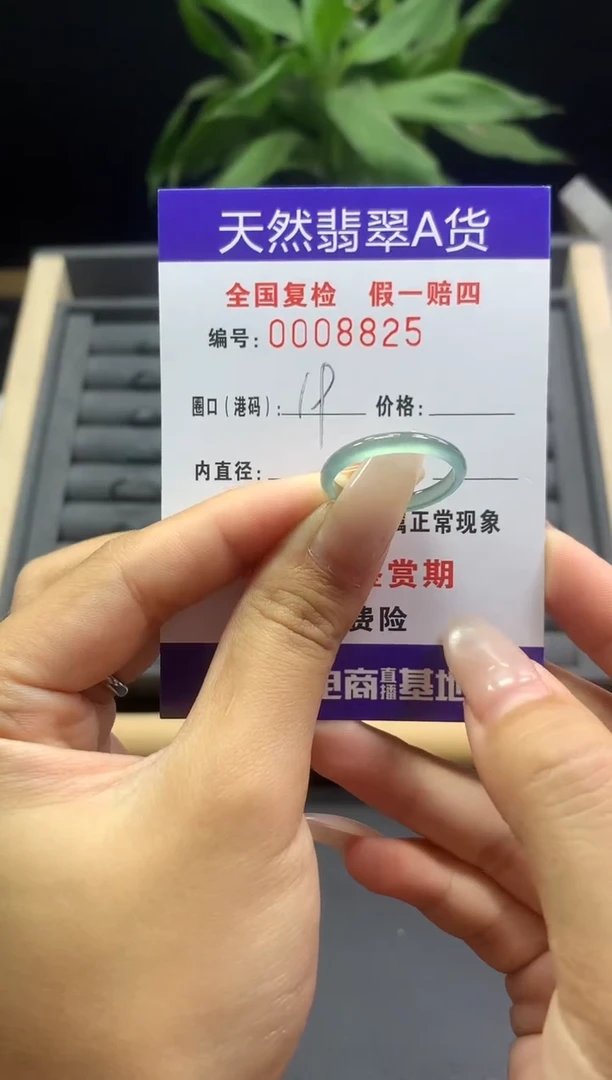 天然翡翠A货
全国复检 假一赔四
编号:0008825
圈口(港码): 价格:
内直径:
属正常现象
赏期
费险
电商直播基地